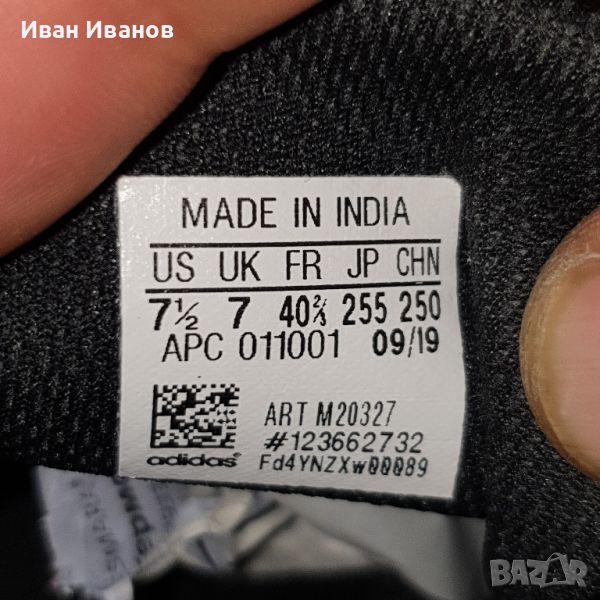 Иван Иванов
MADE IN INDIA
US UK FR JP CHN
7½ 7 40⅔ 255 250
APC 011001 09/19
ART M20327
#123662732
adidas® Fd4YNZXw00089
BAZAR